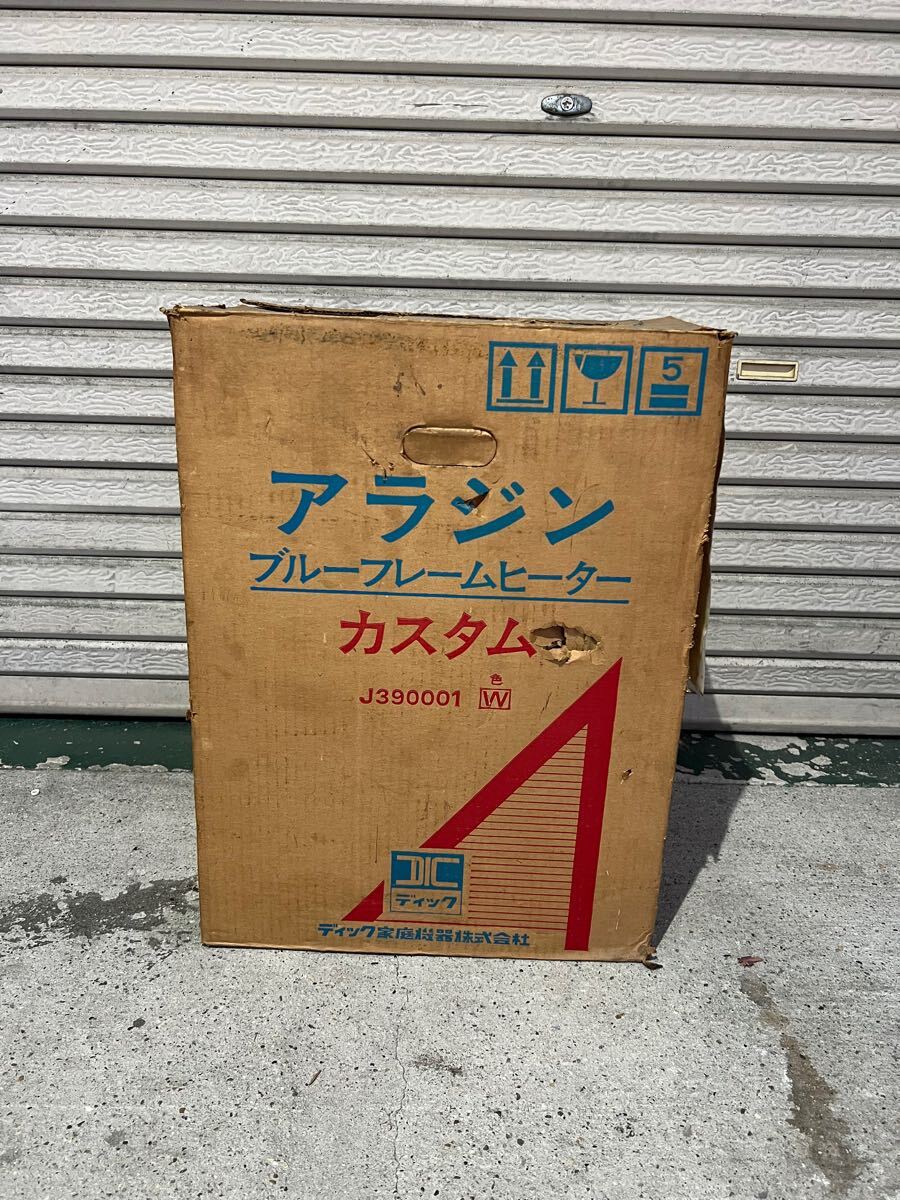 5
アラジン
ブルーフレームヒーター
カスタム
色
J390001 W
DIC
ディック
ディック家庭機器株式会社